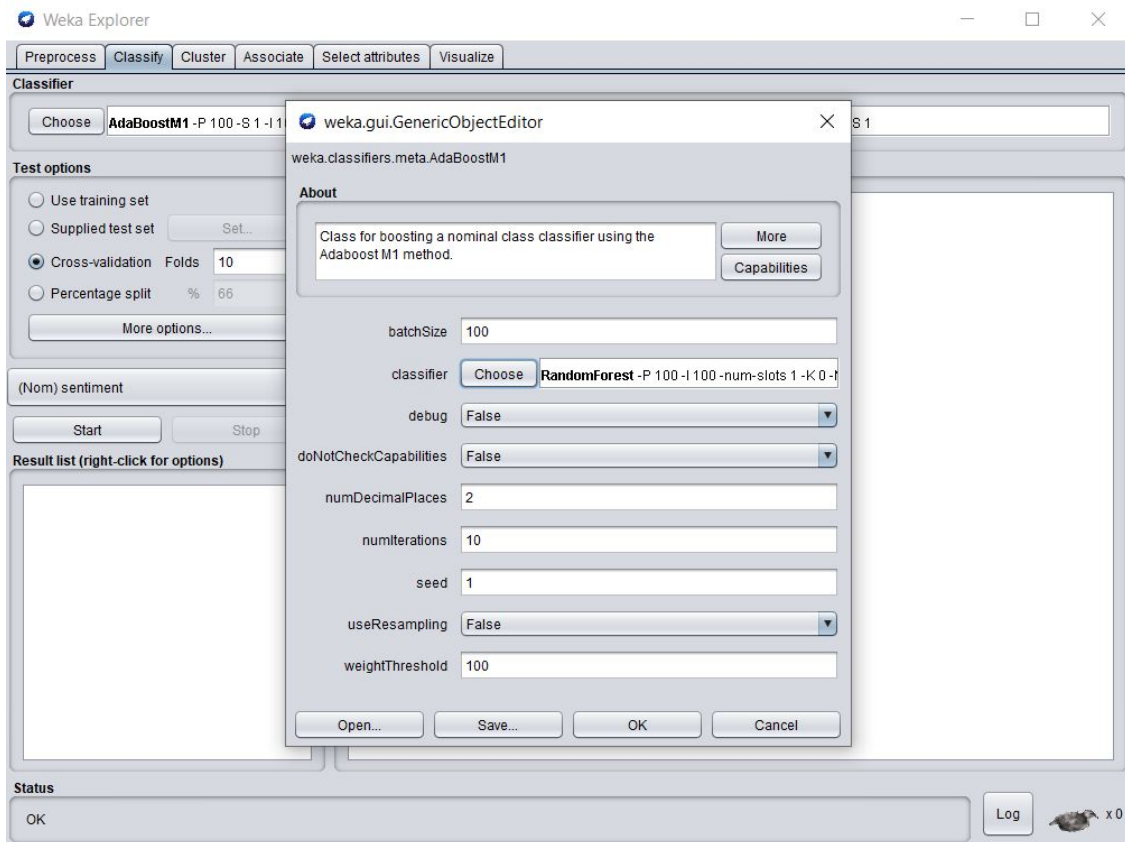 Weka Explorer
Preprocess Classify Cluster Associate Select attributes Visualize
Classifier
Choose AdaBoostM1 -P 100 -S 1 -I S 1
Test options
Use training set
Supplied test set Set...
Cross-validation Folds 10
Percentage split % 66
More options...
(Nom) sentiment
Start Stop
Result list (right-click for options)
weka.gui.GenericObjectEditor
weka.classifiers.meta.AdaBoostM1
About
Class for boosting a nominal class classifier using the
Adaboost M1 method.
More
Capabilities
batchSize 100
classifier Choose RandomForest -P 100 -I 100 -num-slots 1 -K 0
debug False
doNotCheckCapabilities False
numDecimalPlaces 2
numIterations 10
seed 1
useResampling False
weightThreshold 100
Open... Save... OK Cancel
Status
OK
Log x 0